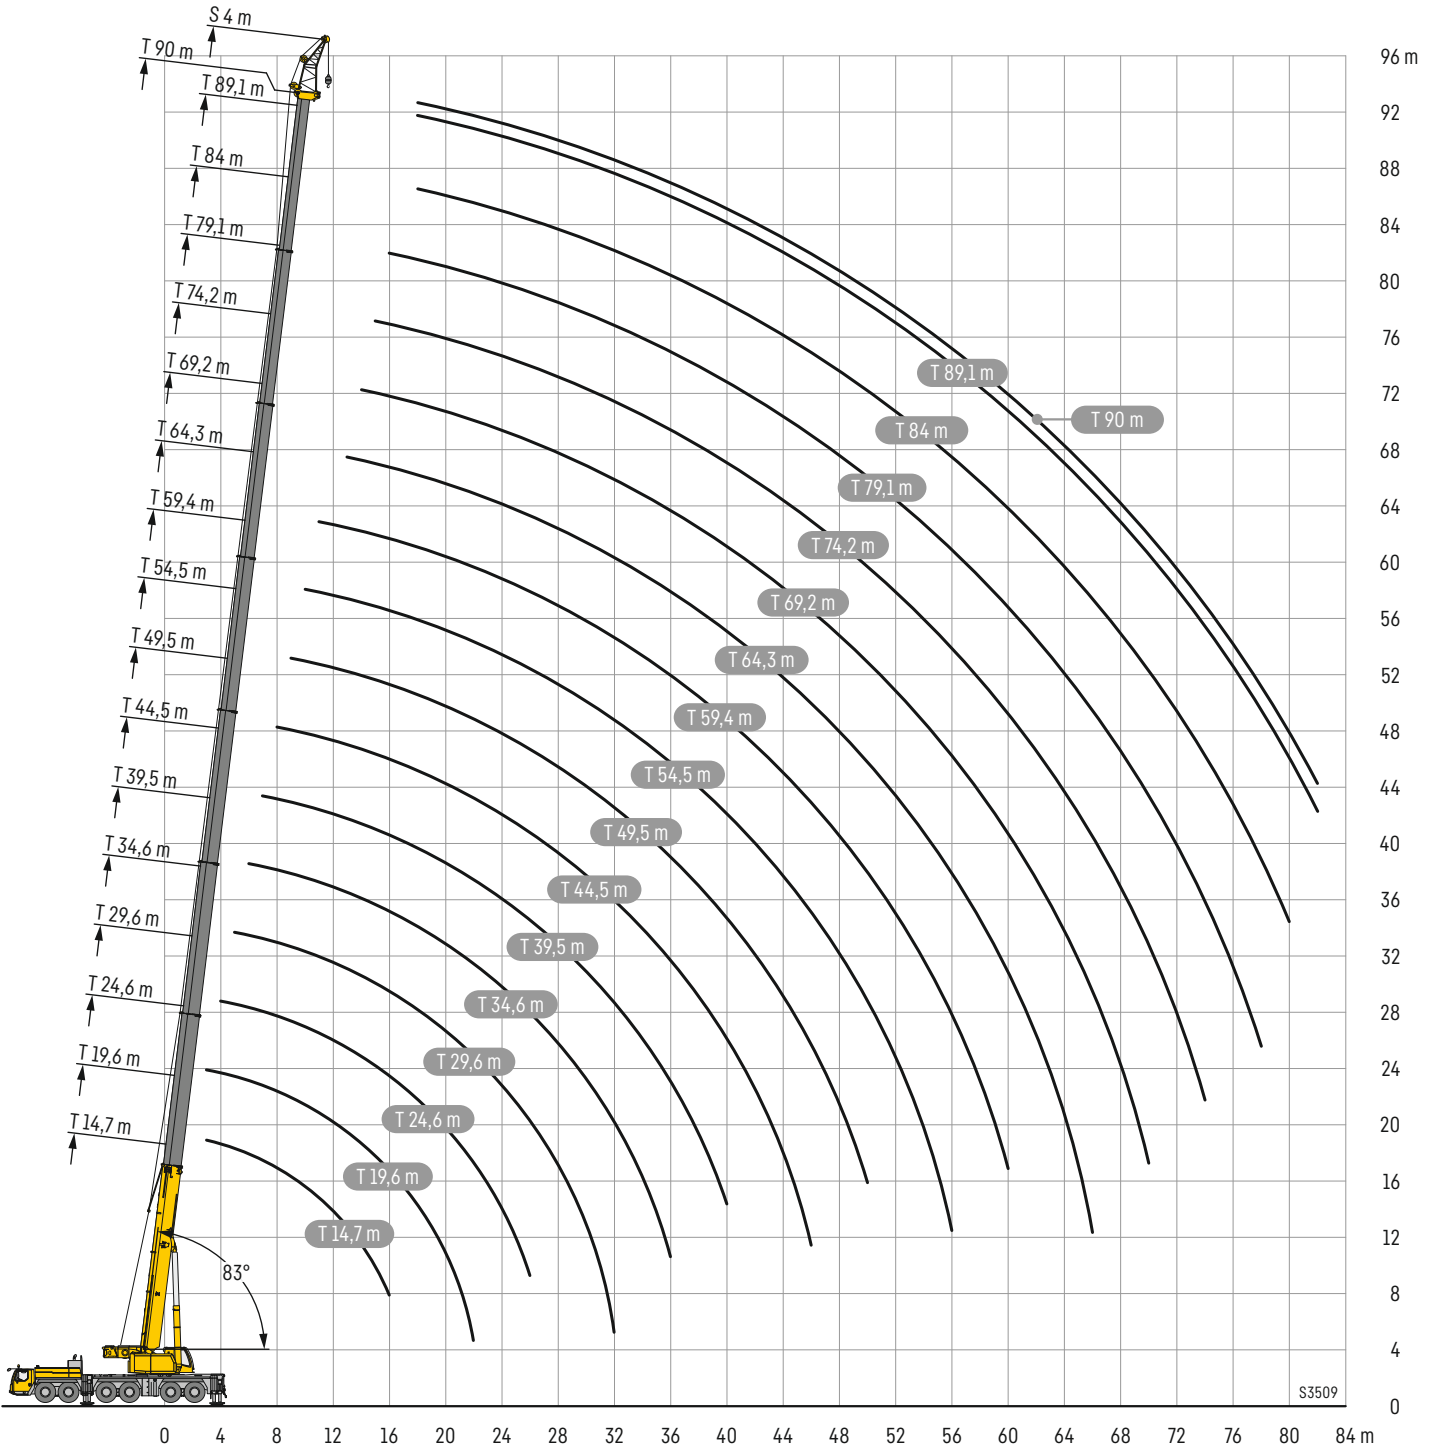 S 4 m
T 90 m
T 89,1 m
T 84 m
T 79,1 m
T 74,2 m
T 69,2 m
T 64,3 m
T 59,4 m
T 54,5 m
T 49,5 m
T 44,5 m
T 39,5 m
T 34,6 m
T 29,6 m
T 24,6 m
T 19,6 m
T 14,7 m
83°
T 89,1 m
T 90 m
T 84 m
T 79,1 m
T 74,2 m
T 69,2 m
T 64,3 m
T 59,4 m
T 54,5 m
T 49,5 m
T 44,5 m
T 39,5 m
T 34,6 m
T 29,6 m
T 24,6 m
T 19,6 m
T 14,7 m
96 m
92
88
84
80
76
72
68
64
60
56
52
48
44
40
36
32
28
24
20
16
12
8
4
0
S3509
0 4 8 12 16 20 24 28 32 36 40 44 48 52 56 60 64 68 72 76 80 84 m